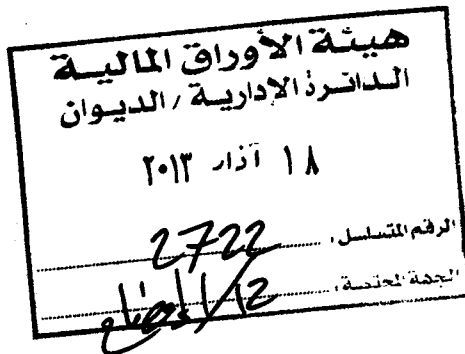 هيئة الأوراق المالية
الدائرة الإدارية / الديوان
١٨ آذار ٢٠١٣
الرقم المتسلسل: 2722
الجهة المختصة: